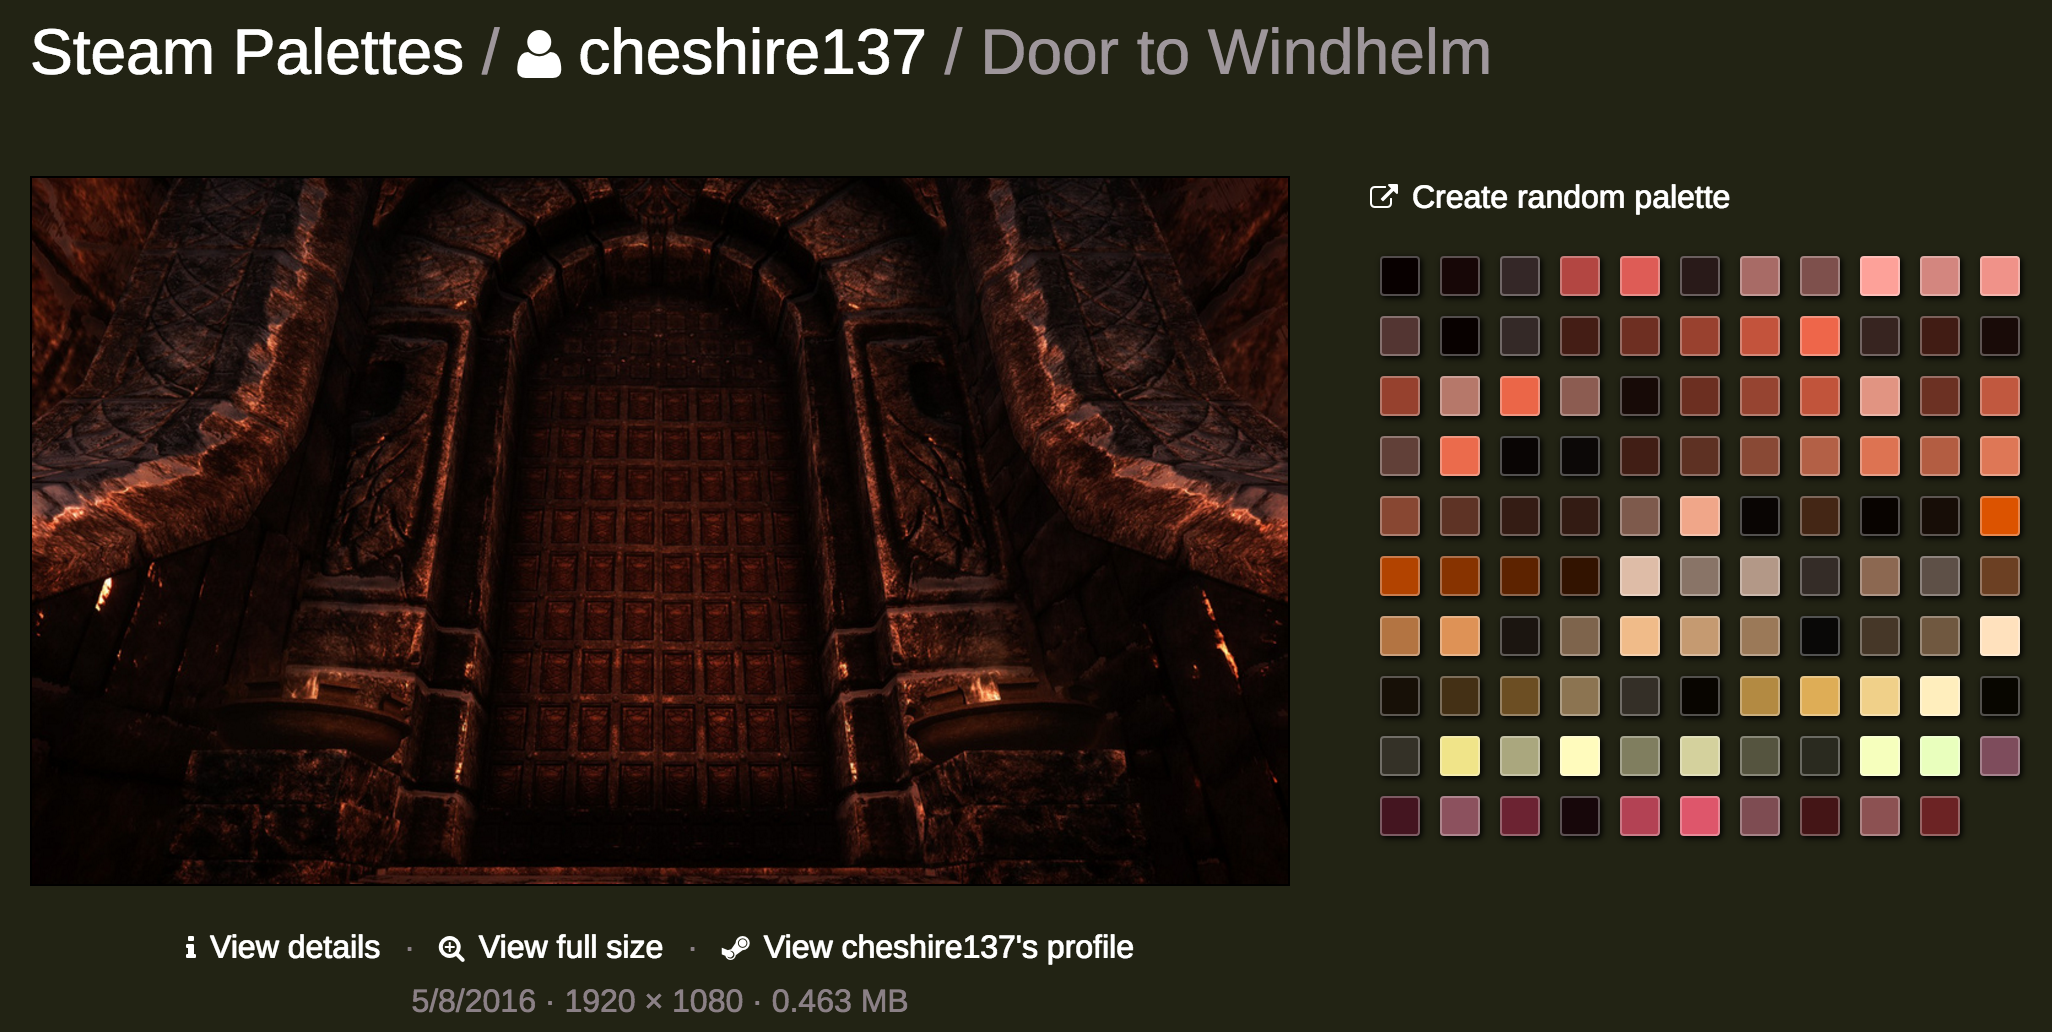 Steam Palettes / cheshire137 / Door to Windhelm
Create random palette
View details · View full size · View cheshire137's profile
5/8/2016 · 1920 × 1080 · 0.463 MB